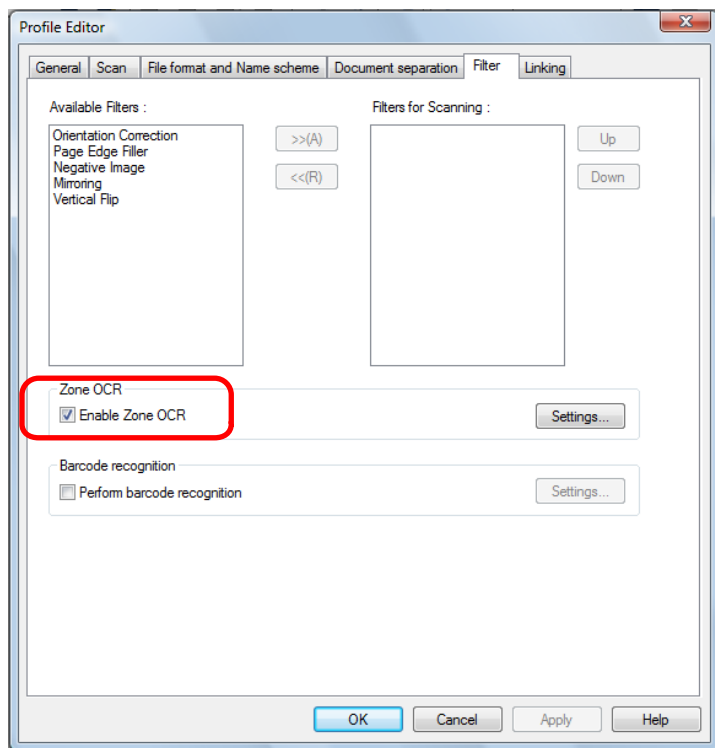 Profile Editor
General Scan File format and Name scheme Document separation Filter Linking
Available Filters : Filters for Scanning :
Orientation Correction >>(A) Up
Page Edge Filler
Negative Image <<(R) Down
Mirroring
Vertical Flip
Zone OCR
Enable Zone OCR Settings...
Barcode recognition
Perform barcode recognition Settings...
OK Cancel Apply Help